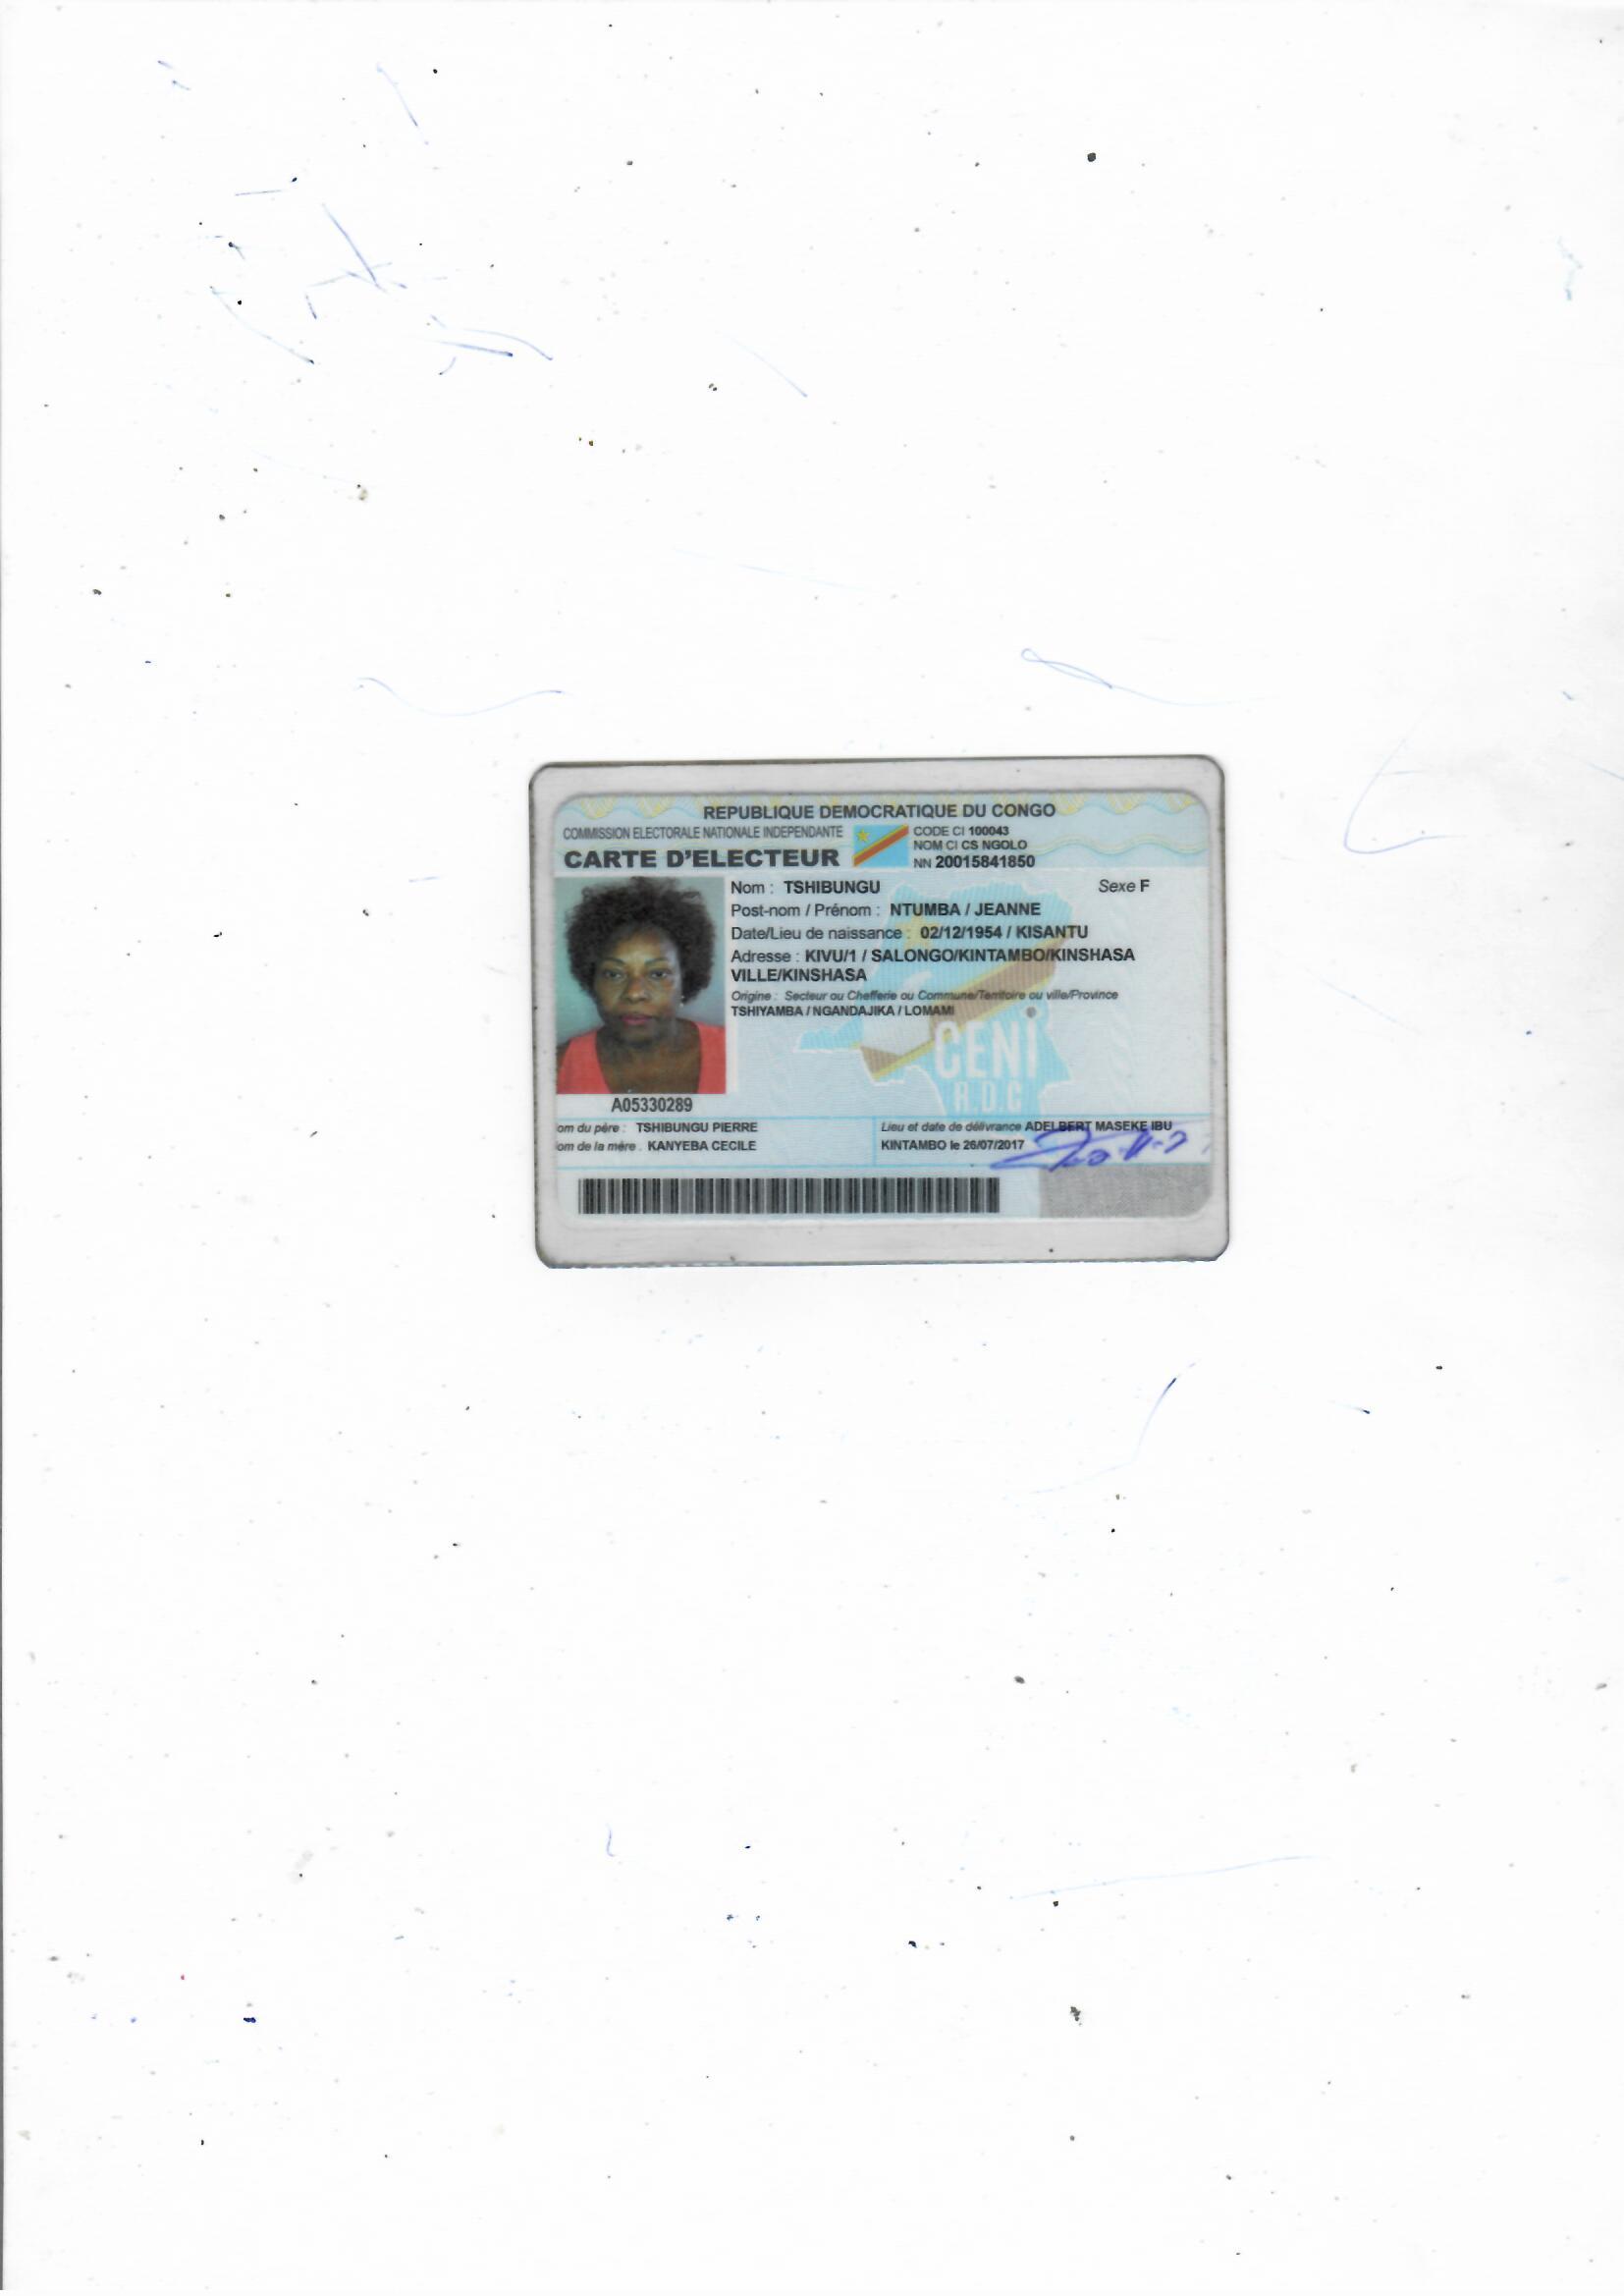 REPUBLIQUE DEMOCRATIQUE DU CONGO
COMMISSION ELECTORALE NATIONALE INDEPENDANTE
CARTE D'ELECTEUR
CODE CI 100043
NOM CI CS NGOLO
NN 20015841850
Nom : TSHIBUNGU Sexe F
Post-nom / Prénom : NTUMBA / JEANNE
Date/Lieu de naissance : 02/12/1954 / KISANTU
Adresse : KIVU/1 / SALONGO/KINTAMBO/KINSHASA
VILLE/KINSHASA
Origine : Secteur ou Chefferie ou Commune/Territoire ou ville/Province
TSHIYAMBA / NGANDAJIKA / LOMAMI
CENI
R.D.C
A05330289
om du père : TSHIBUNGU PIERRE
om de la mère . KANYEBA CECILE
Lieu et date de délivrance ADELBERT MASEKE IBU
KINTAMBO le 26/07/2017